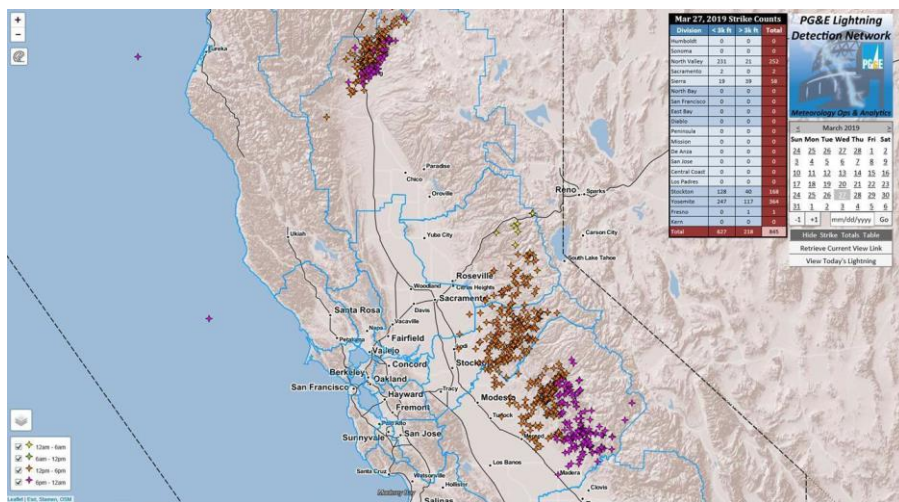 +
−
Mar 27, 2019 Strike Counts
Division < 3k ft > 3k ft Total
Humboldt 0 0 0
Sonoma 0 0 0
North Valley 231 21 252
Sacramento 2 0 2
Sierra 19 39 58
North Bay 0 0 0
San Francisco 0 0 0
East Bay 0 0 0
Diablo 0 0 0
Peninsula 0 0 0
Mission 0 0 0
De Anza 0 0 0
San Jose 0 0 0
Central Coast 0 0 0
Los Padres 0 0 0
Stockton 128 40 168
Yosemite 247 117 364
Fresno 0 1 1
Kern 0 0 0
Total 627 218 845
PG&E Lightning
Detection Network
PG&E
Meteorology Ops & Analytics
< March 2019 >
Sun Mon Tue Wed Thu Fri Sat
24 25 26 27 28 1 2
3 4 5 6 7 8 9
10 11 12 13 14 15 16
17 18 19 20 21 22 23
24 25 26 27 28 29 30
31 1 2 3 4 5 6
-1 +1 mm/dd/yyyy Go
Hide Strike Totals Table
Retrieve Current View Link
View Today's Lightning
Eureka
Paradise
Chico
Oroville
Reno
Sparks
Carson City
Ukiah
Yuba City
South Lake Tahoe
Roseville
Citrus Heights
Woodland
Sacramento
Davis
Santa Rosa
Vacaville
Napa
Fairfield
Petaluma
Vallejo
Lodi
Concord
Stockton
Berkeley
Oakland
San Francisco
Hayward
Tracy
Modesto
Fremont
Turlock
Palo Alto
Sunnyvale
San Jose
Merced
Los Banos
Madera
Santa Cruz
Watsonville
Hollister
Clovis
Monterey Bay
Salinas
12am - 6am
6am - 12pm
12pm - 6pm
6pm - 12am
Leaflet | Esri, Stamen, OSM